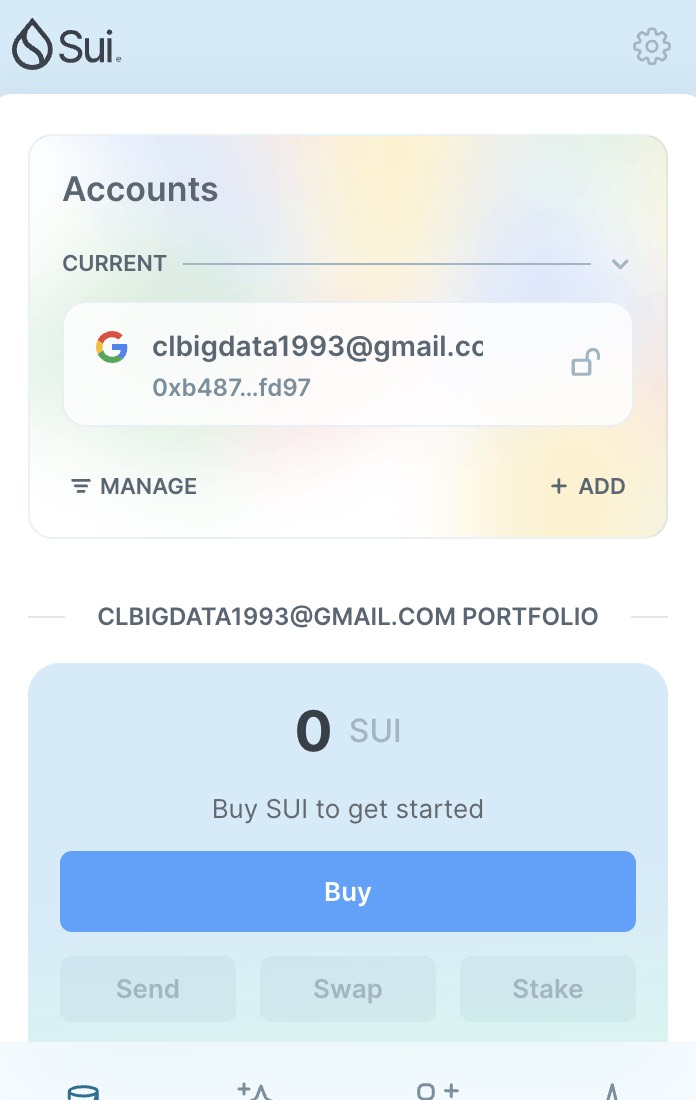 Sui
Accounts
CURRENT
clbigdata1993@gmail.co
0xb487...fd97
MANAGE
+ ADD
CLBIGDATA1993@GMAIL.COM PORTFOLIO
0 SUI
Buy SUI to get started
Buy
Send Swap Stake